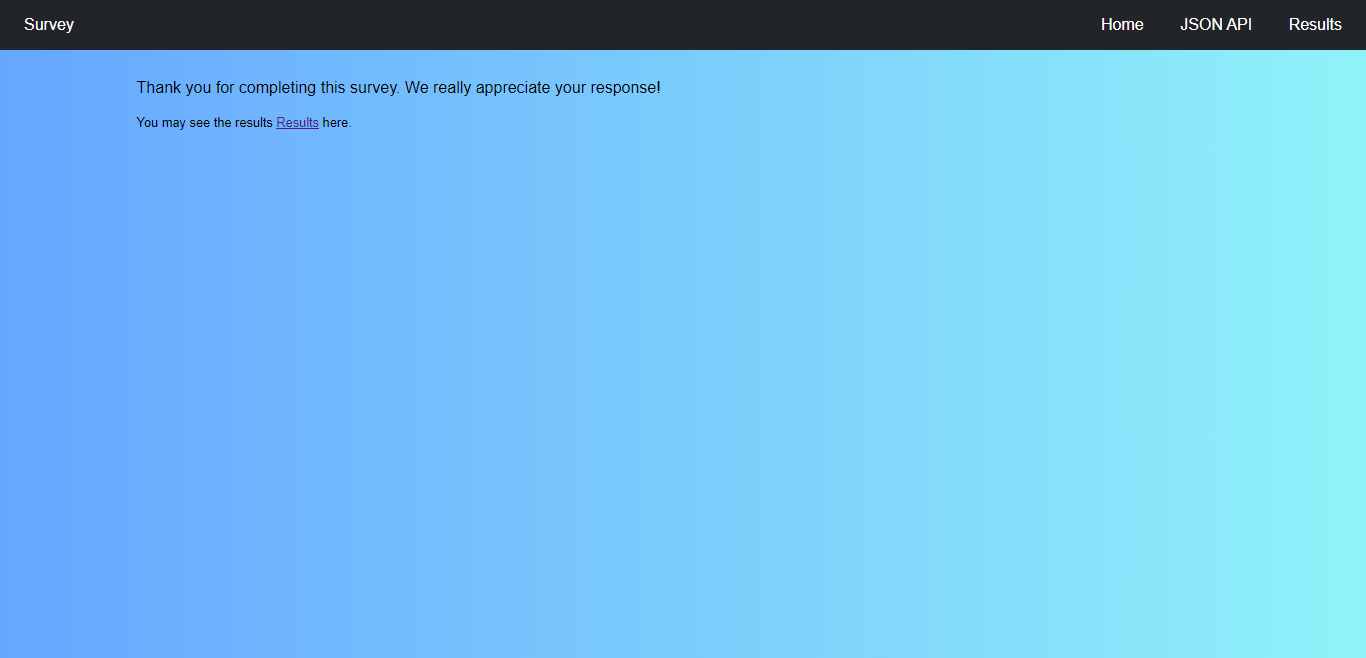 Survey Home JSON API Results
Thank you for completing this survey. We really appreciate your response!
You may see the results Results here.